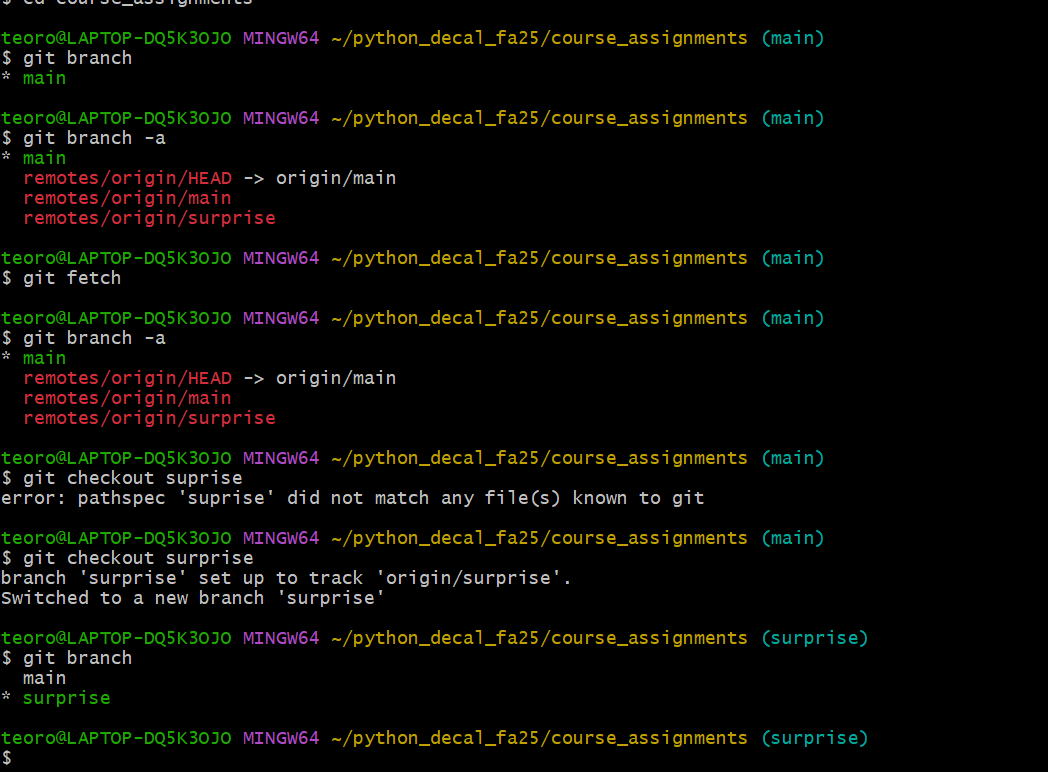 $ cd course_assignments
teoro@LAPTOP-DQ5K3OJO MINGW64 ~/python_decal_fa25/course_assignments (main)
$ git branch
* main
teoro@LAPTOP-DQ5K3OJO MINGW64 ~/python_decal_fa25/course_assignments (main)
$ git branch -a
* main
  remotes/origin/HEAD -> origin/main
  remotes/origin/main
  remotes/origin/surprise
teoro@LAPTOP-DQ5K3OJO MINGW64 ~/python_decal_fa25/course_assignments (main)
$ git fetch
teoro@LAPTOP-DQ5K3OJO MINGW64 ~/python_decal_fa25/course_assignments (main)
$ git branch -a
* main
  remotes/origin/HEAD -> origin/main
  remotes/origin/main
  remotes/origin/surprise
teoro@LAPTOP-DQ5K3OJO MINGW64 ~/python_decal_fa25/course_assignments (main)
$ git checkout suprise
error: pathspec 'suprise' did not match any file(s) known to git
teoro@LAPTOP-DQ5K3OJO MINGW64 ~/python_decal_fa25/course_assignments (main)
$ git checkout surprise
branch 'surprise' set up to track 'origin/surprise'.
Switched to a new branch 'surprise'
teoro@LAPTOP-DQ5K3OJO MINGW64 ~/python_decal_fa25/course_assignments (surprise)
$ git branch
  main
* surprise
teoro@LAPTOP-DQ5K3OJO MINGW64 ~/python_decal_fa25/course_assignments (surprise)
$